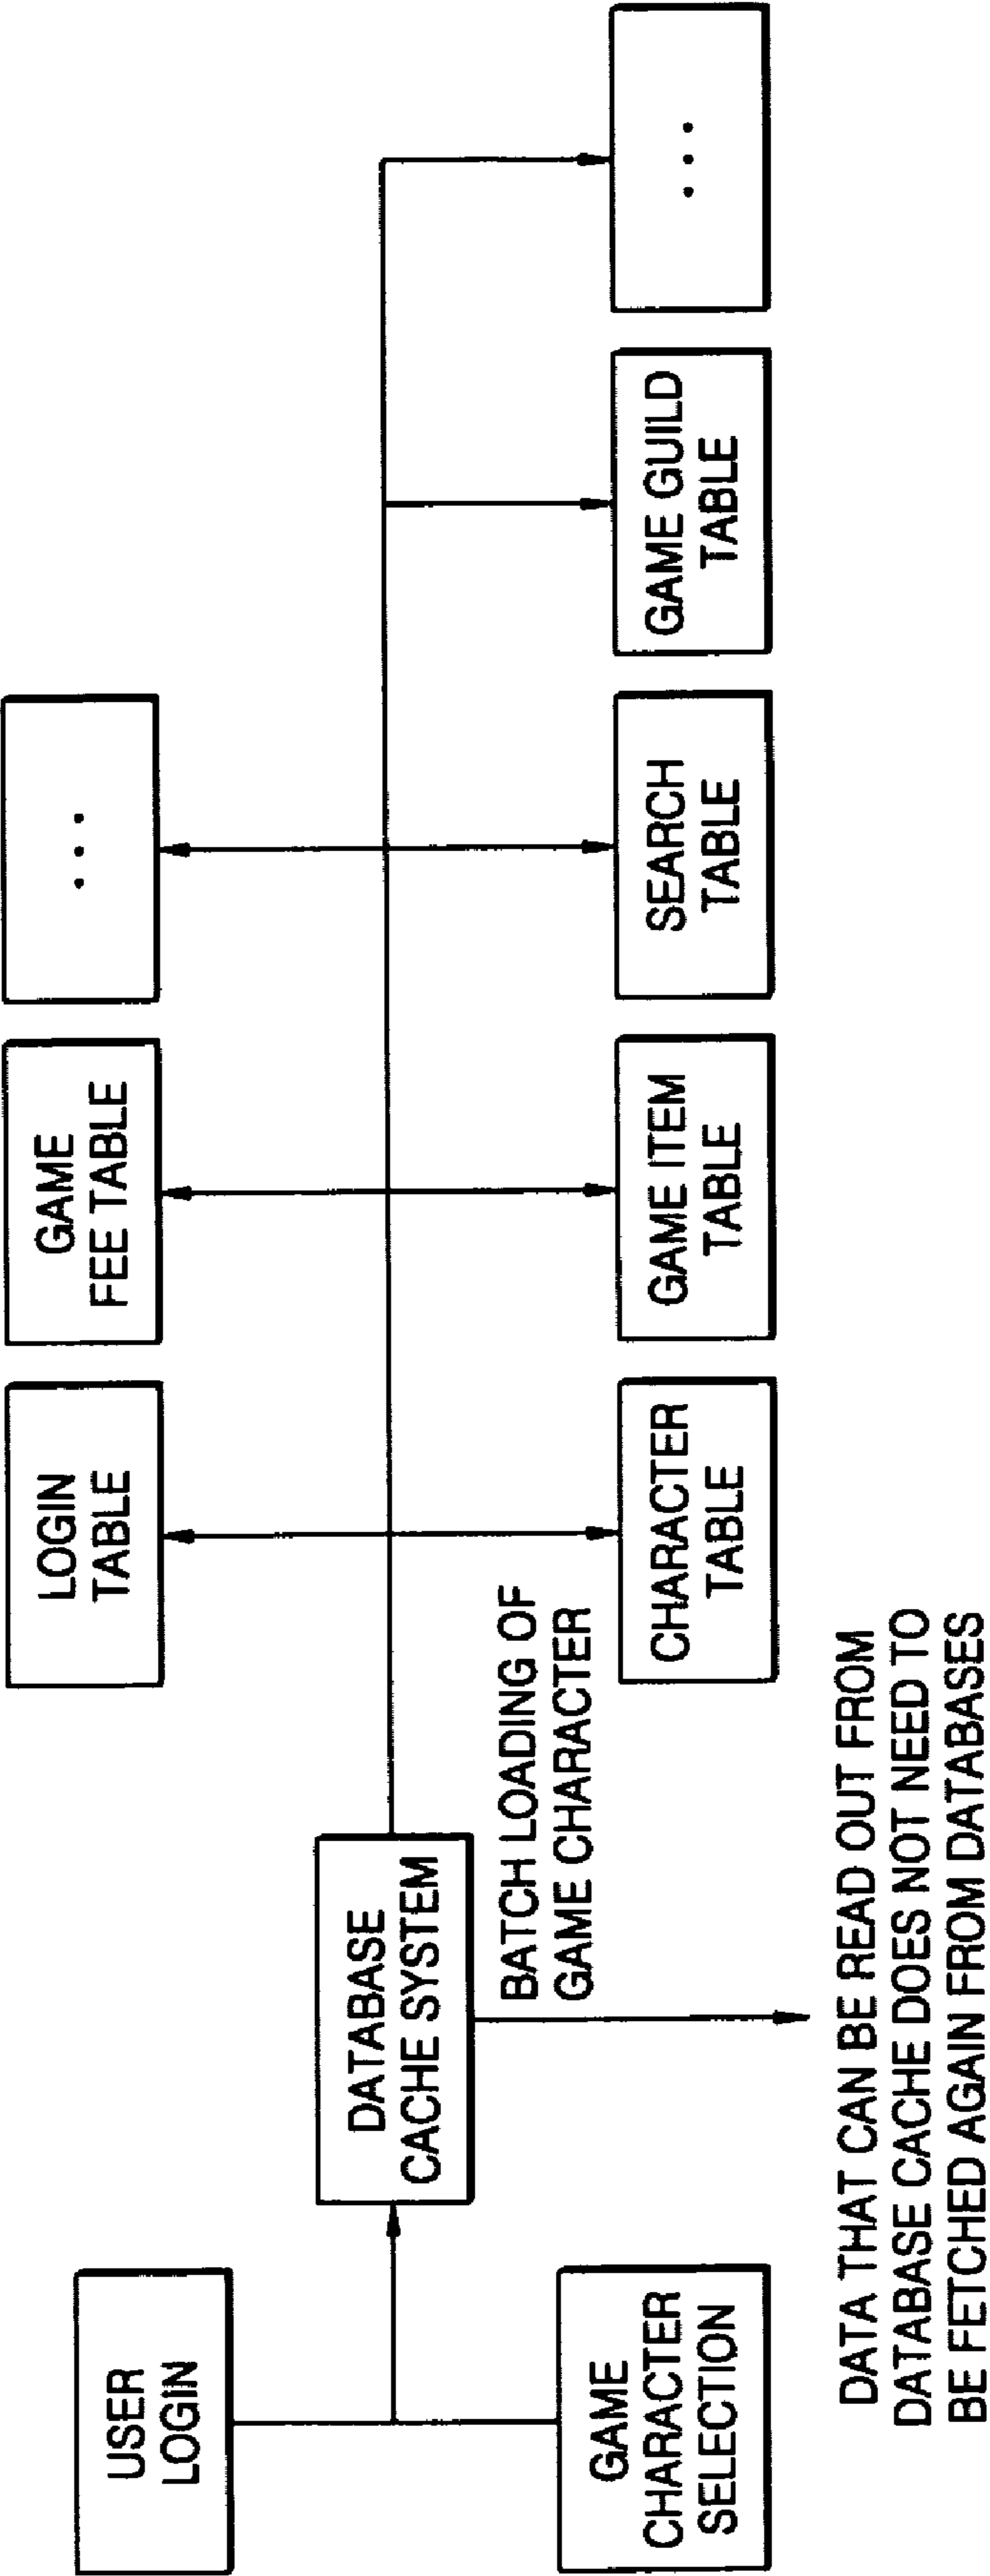 USER
LOGIN
GAME
CHARACTER
SELECTION
DATABASE
CACHE SYSTEM
BATCH LOADING OF
GAME CHARACTER
DATA THAT CAN BE READ OUT FROM
DATABASE CACHE DOES NOT NEED TO
BE FETCHED AGAIN FROM DATABASES
LOGIN
TABLE
GAME
FEE TABLE
...
CHARACTER
TABLE
GAME ITEM
TABLE
SEARCH
TABLE
GAME GUILD
TABLE
...